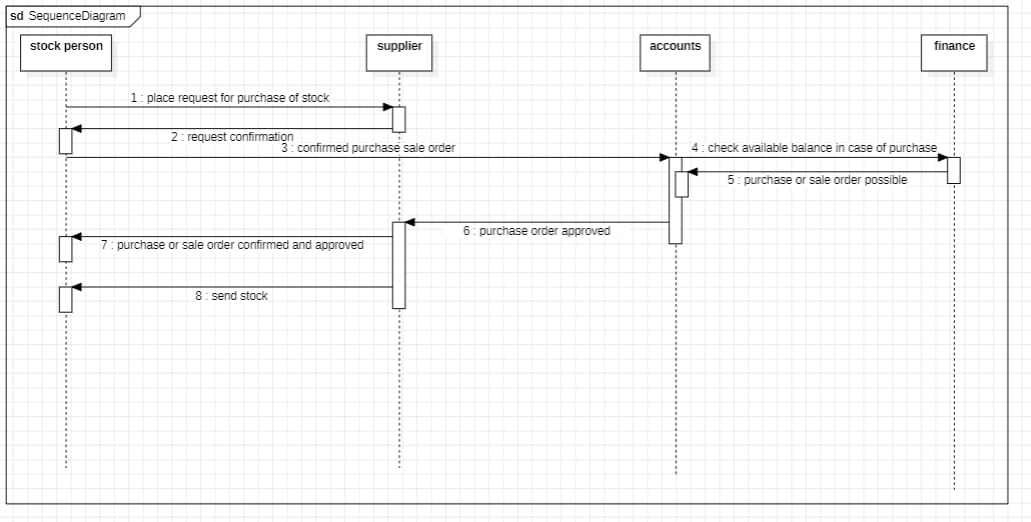 sd SequenceDiagram
stock person
supplier
accounts
finance
1 : place request for purchase of stock
2 : request confirmation
3 : confirmed purchase sale order
4 : check available balance in case of purchase
5 : purchase or sale order possible
6 : purchase order approved
7 : purchase or sale order confirmed and approved
8 : send stock